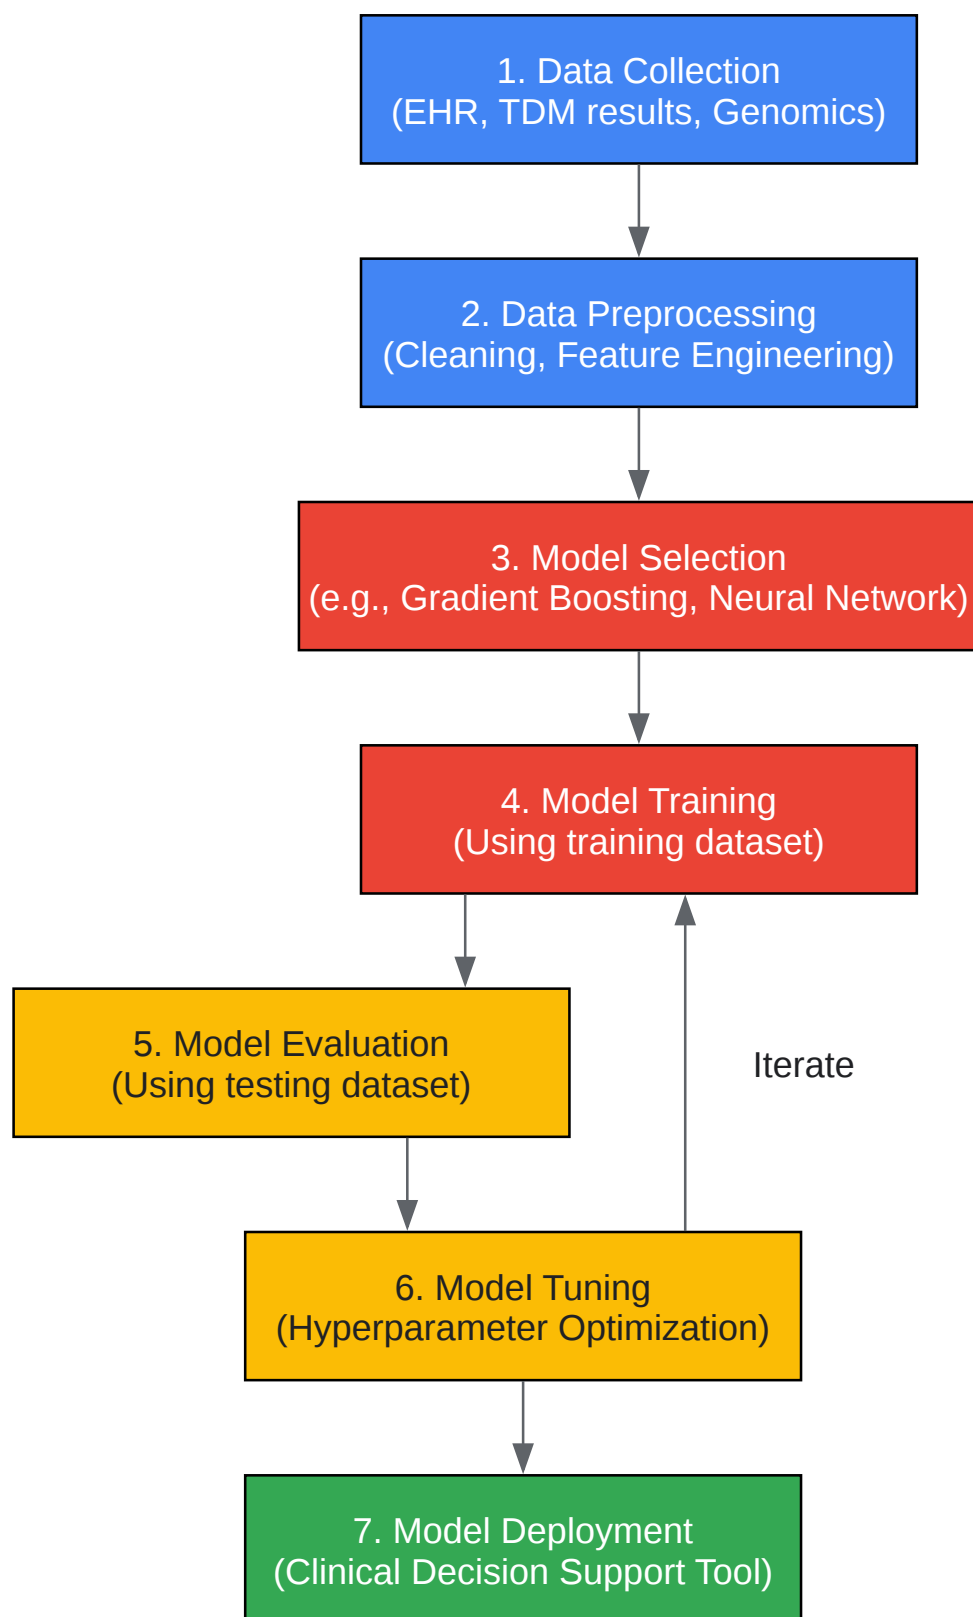 1. Data Collection
(EHR, TDM results, Genomics)
2. Data Preprocessing
(Cleaning, Feature Engineering)
3. Model Selection
(e.g., Gradient Boosting, Neural Network)
4. Model Training
(Using training dataset)
5. Model Evaluation
(Using testing dataset)
Iterate
6. Model Tuning
(Hyperparameter Optimization)
7. Model Deployment
(Clinical Decision Support Tool)